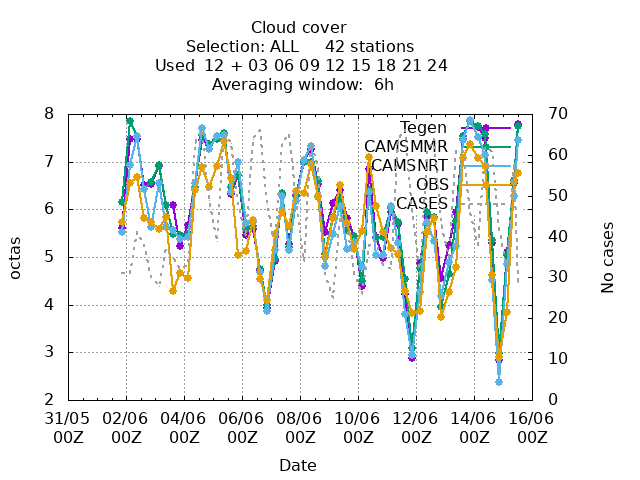 Cloud cover
Selection: ALL 42 stations
Used 12 + 03 06 09 12 15 18 21 24
Averaging window: 6h
8 70
Tegen
CAMSMMR
7 60
CAMSNRT
OBS
CASES
6 50
40
5
30
4
20
3
10
2 0
octas
No cases
31/05 02/06 04/06 06/06 08/06 10/06 12/06 14/06 16/06
00Z 00Z 00Z 00Z 00Z 00Z 00Z 00Z 00Z
Date